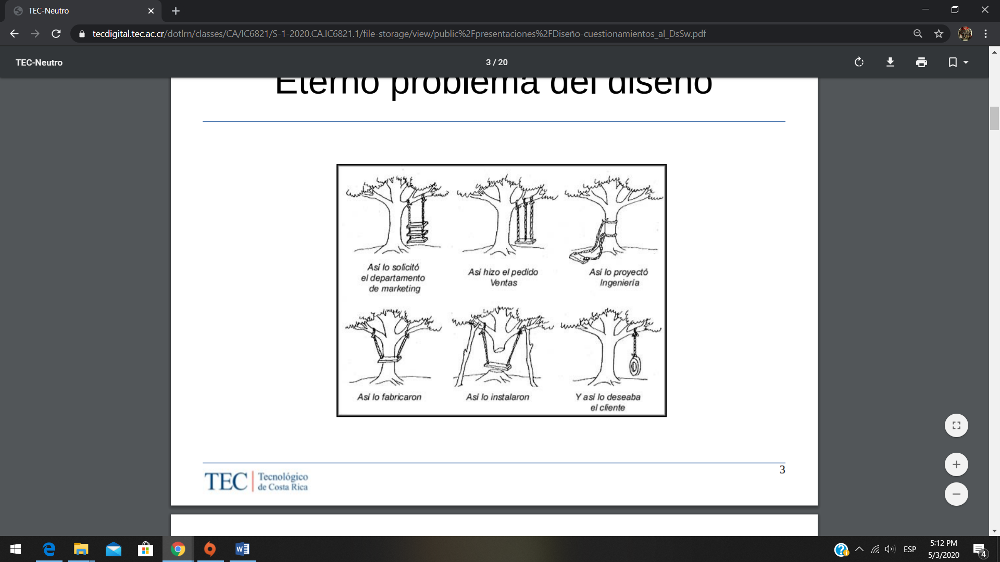 TEC-Neutro
tecdigital.tec.ac.cr/dotlrn/classes/CA/IC6821/S-1-2020.CA.IC6821.1/file-storage/view/public%2Fpresentaciones%2FDiseño-cuestionamientos_al_DsSw.pdf
TEC-Neutro
3 / 20
Eterno problema del diseño
Así lo solicitó
el departamento
de marketing
Así hizo el pedido
Ventas
Así lo proyectó
Ingeniería
Así lo fabricaron
Así lo instalaron
Y así lo deseaba
el cliente
3
TEC
Tecnológico
de Costa Rica
ESP
5:12 PM
5/3/2020
4